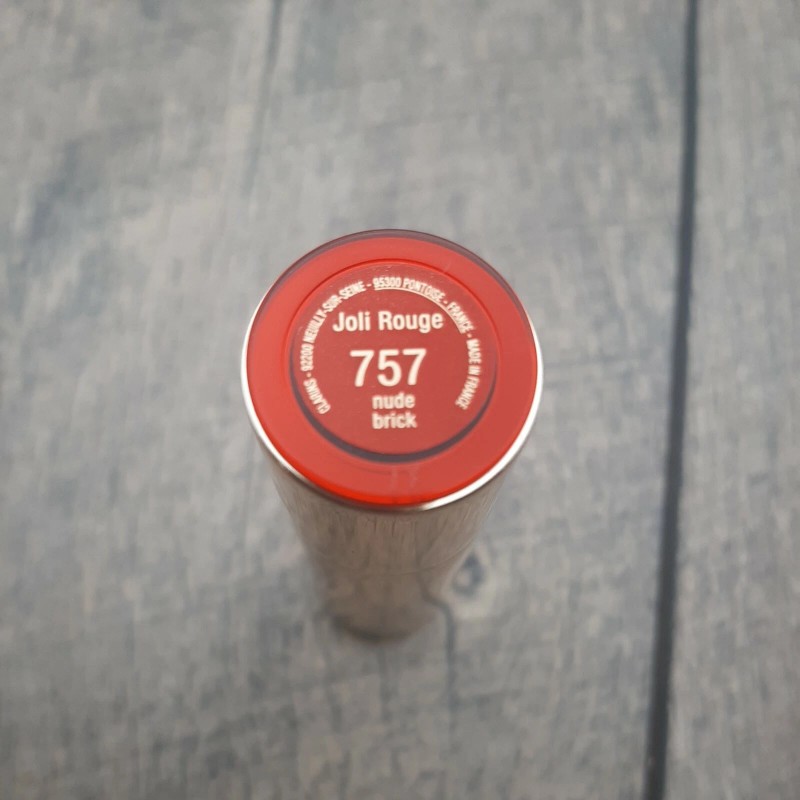 CLARINS - 92200 NEUILLY-SUR-SEINE - 95300 PONTOISE - FRANCE - MADE IN FRANCE
Joli Rouge
757
nude
brick